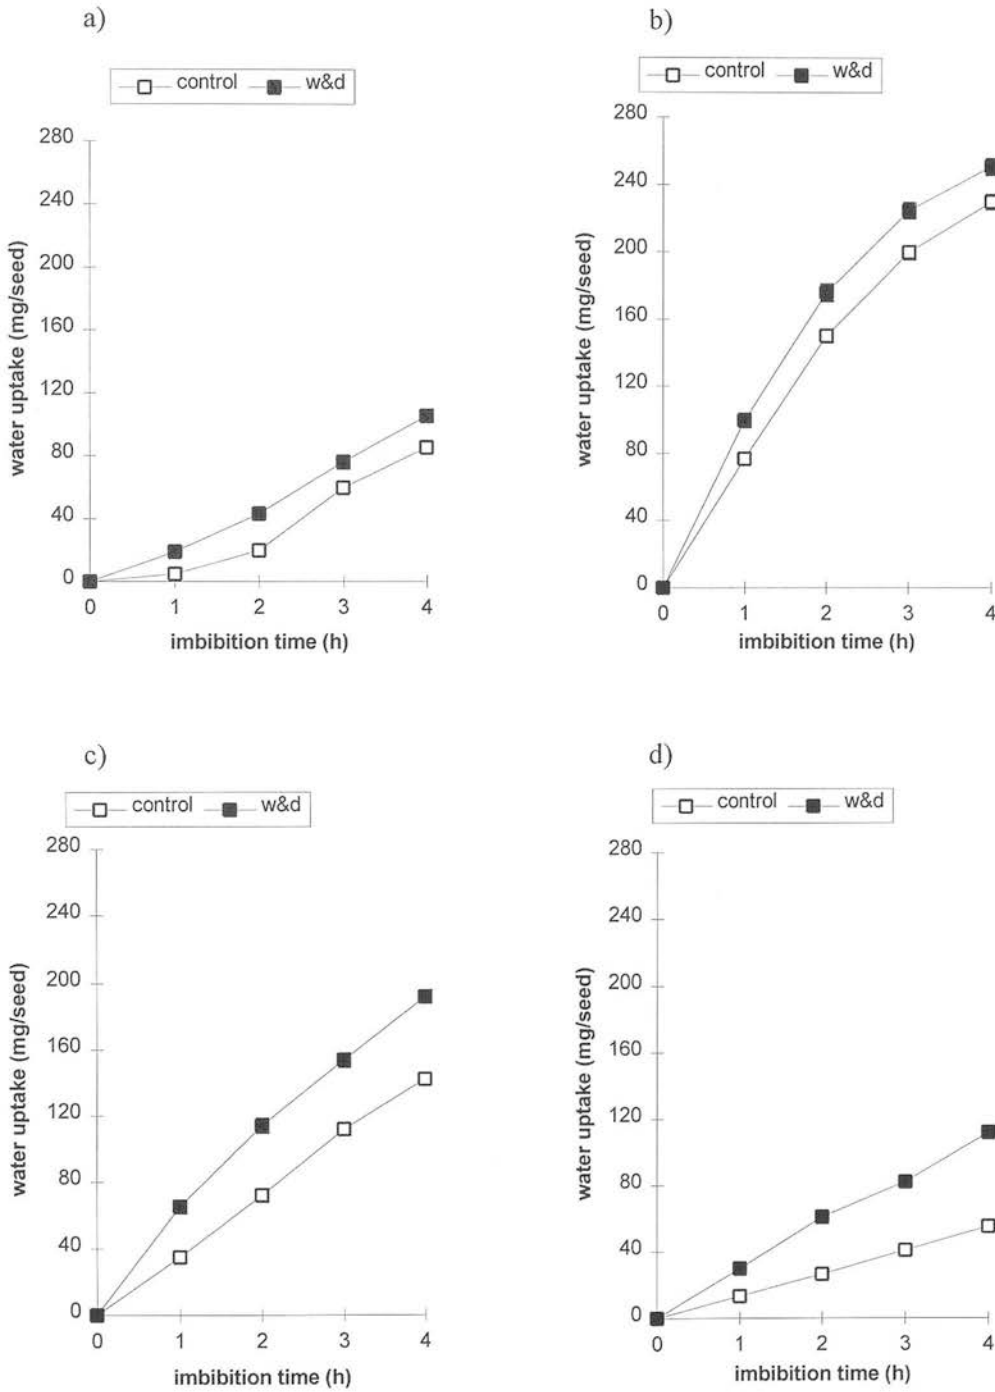 a)
control w&d
280
240
200
160
120
80
40
0
0 1 2 3 4
water uptake (mg/seed)
imbibition time (h)
b)
control w&d
280
240
200
160
120
80
40
0
0 1 2 3 4
water uptake (mg/seed)
imbibition time (h)
c)
control w&d
280
240
200
160
120
80
40
0
0 1 2 3 4
water uptake (mg/seed)
imbibition time (h)
d)
control w&d
280
240
200
160
120
80
40
0
0 1 2 3 4
water uptake (mg/seed)
imbibition time (h)